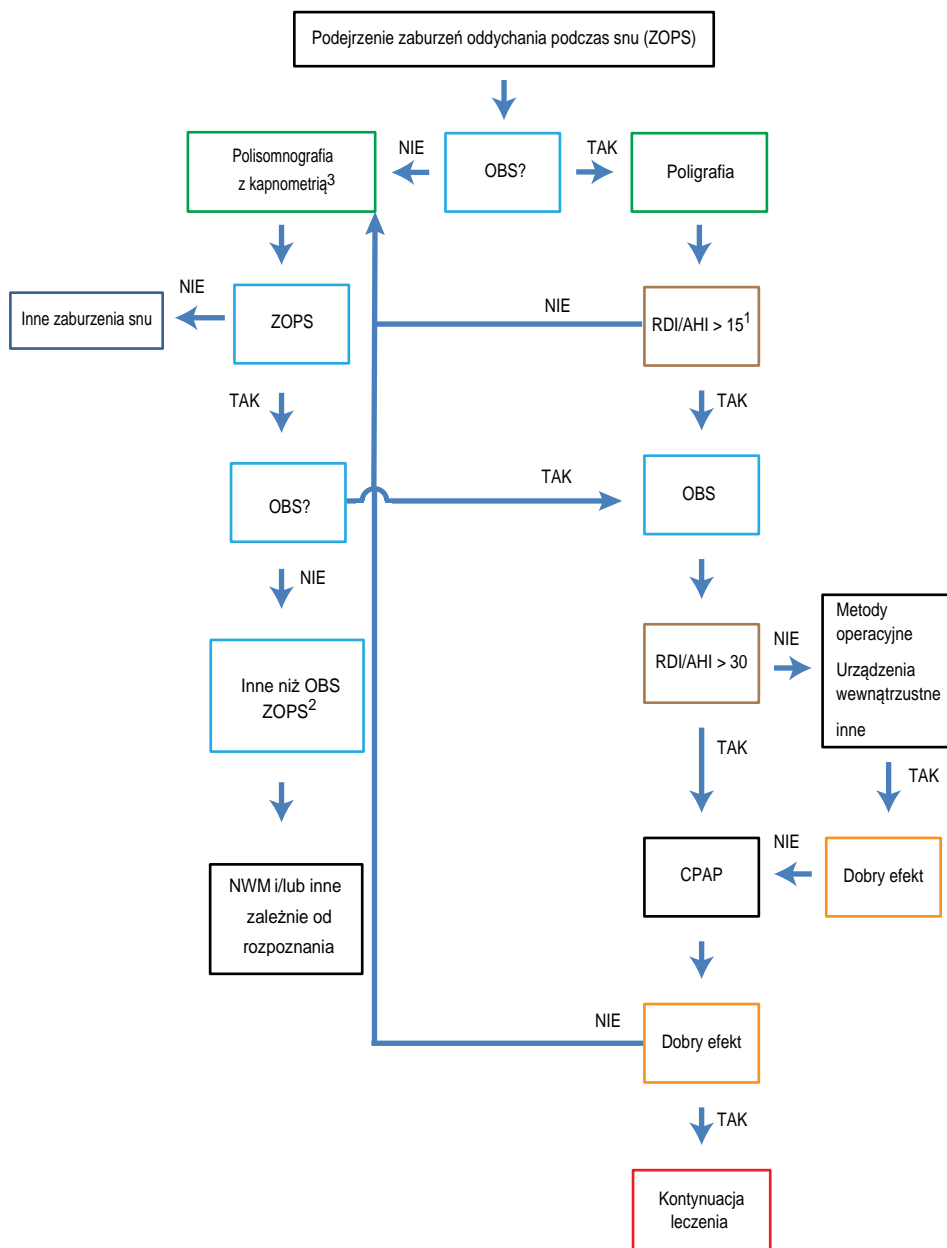 Podejrzenie zaburzeń oddychania podczas snu (ZOPS)
NIE
TAK
Polisomnografia
z kapnometrią3
OBS?
Poligrafia
NIE
NIE
Inne zaburzenia snu
ZOPS
RDI/AHI > 151
TAK
TAK
OBS?
TAK
OBS
NIE
Inne niż OBS
ZOPS2
RDI/AHI > 30
NIE
Metody
operacyjne
Urządzenia
wewnątrzustne
inne
TAK
TAK
NWM i/lub inne
zależnie od
rozpoznania
CPAP
NIE
Dobry efekt
NIE
Dobry efekt
TAK
Kontynuacja
leczenia